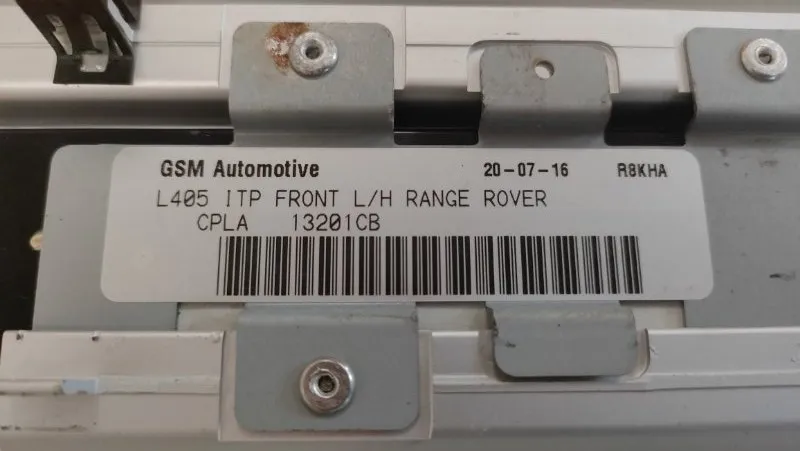 GSM Automotive 20-07-16 R8KHA
L405 ITP FRONT L/H RANGE ROVER
CPLA 13201CB